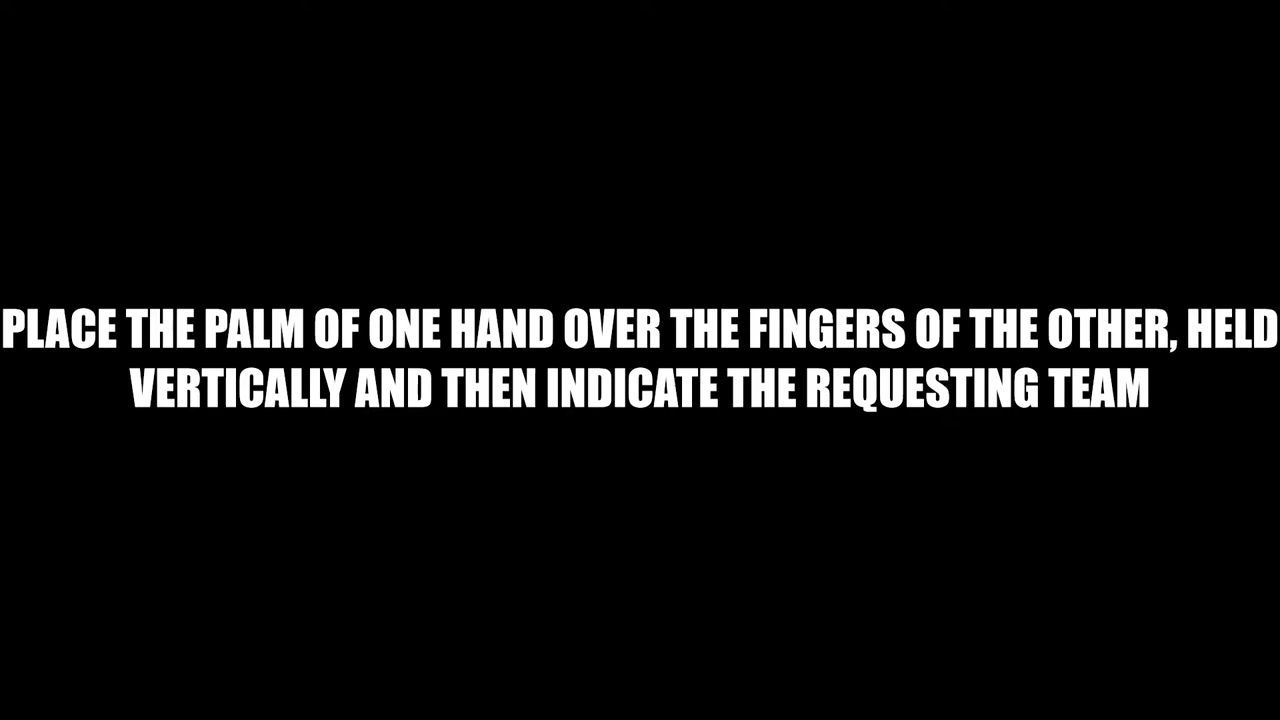 PLACE THE PALM OF ONE HAND OVER THE FINGERS OF THE OTHER, HELD
VERTICALLY AND THEN INDICATE THE REQUESTING TEAM